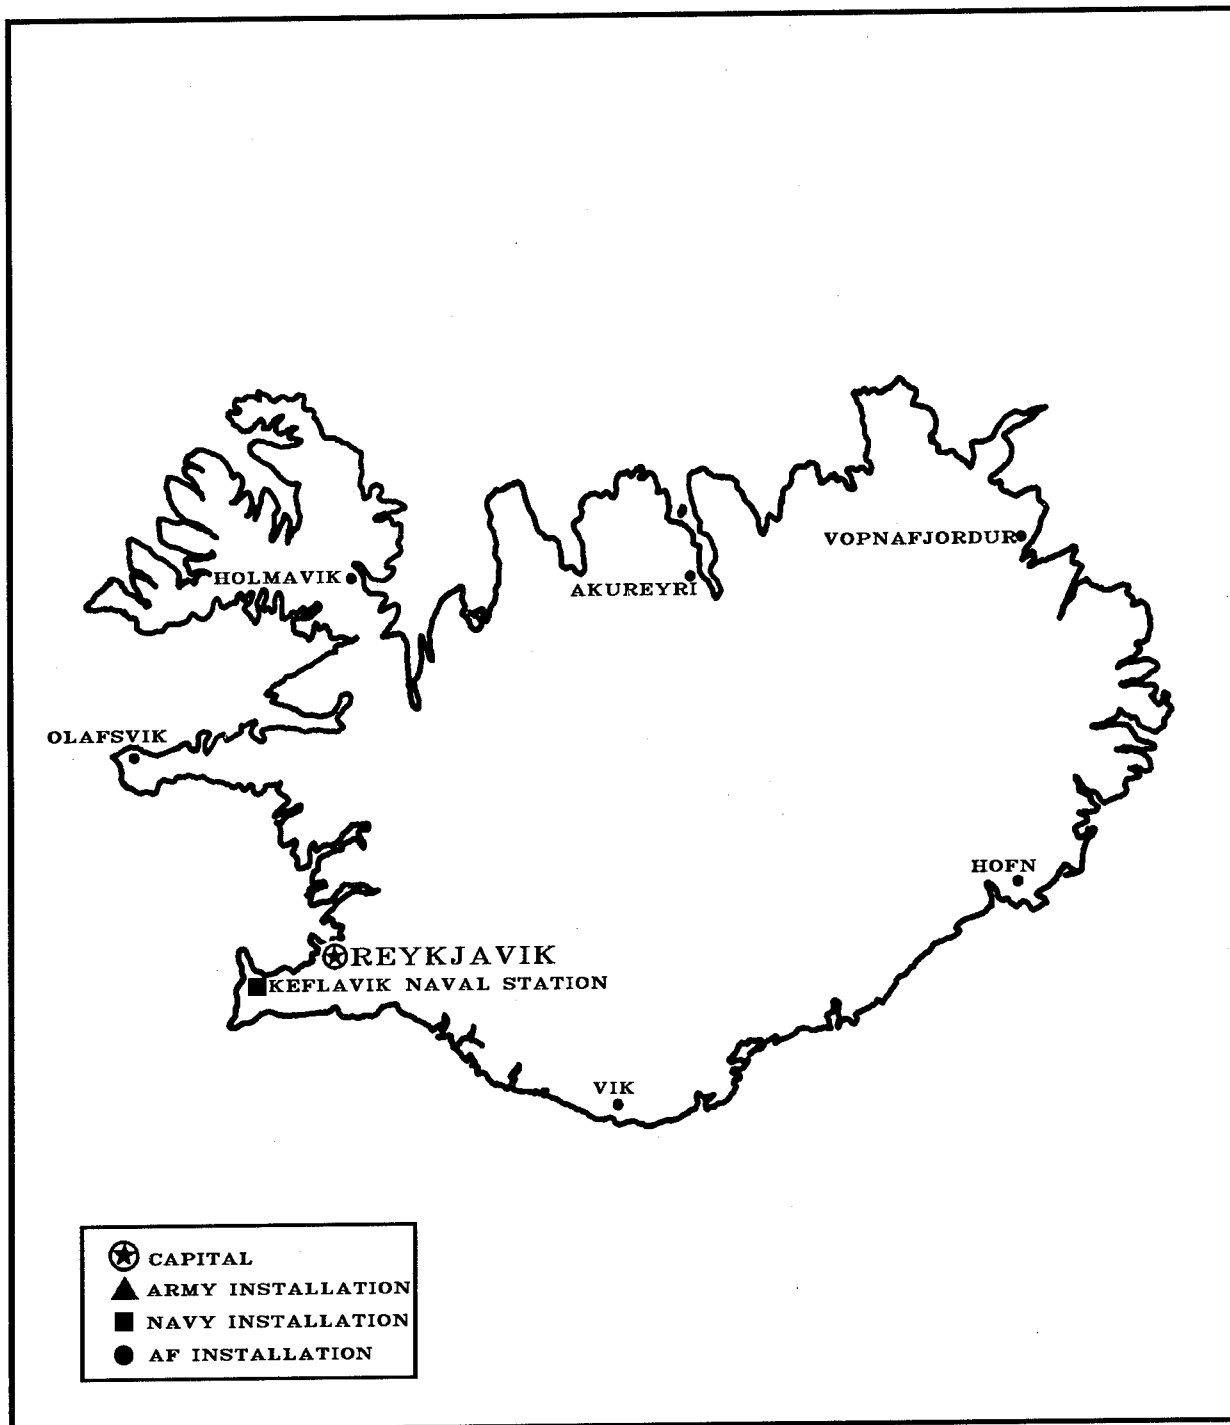 VOPNAFJORDUR
HOLMAVIK
AKUREYRI
OLAFSVIK
HOFN
REYKJAVIK
KEFLAVIK NAVAL STATION
VIK
CAPITAL
ARMY INSTALLATION
NAVY INSTALLATION
AF INSTALLATION